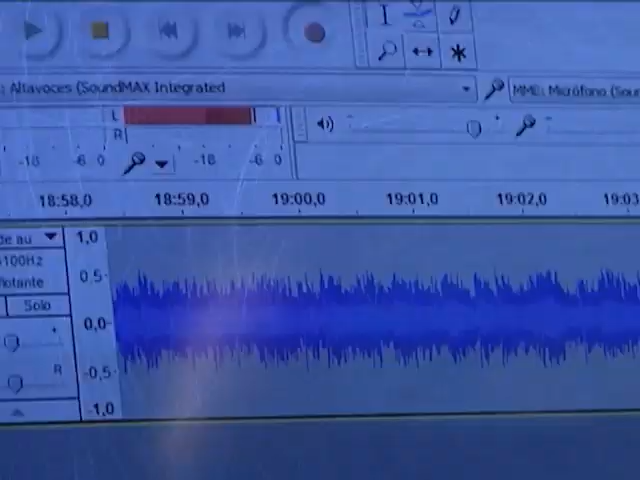 : Altavoces (SoundMAX Integrated
MME: Micrófono (Soun
L
R
-18 -6 0 -18 -6 0
18:58,0 18:59,0 19:00,0 19:01,0 19:02,0 19:03
de au
100Hz
flotante
Solo
R
1,0
0,5
0,0
-0,5
-1,0